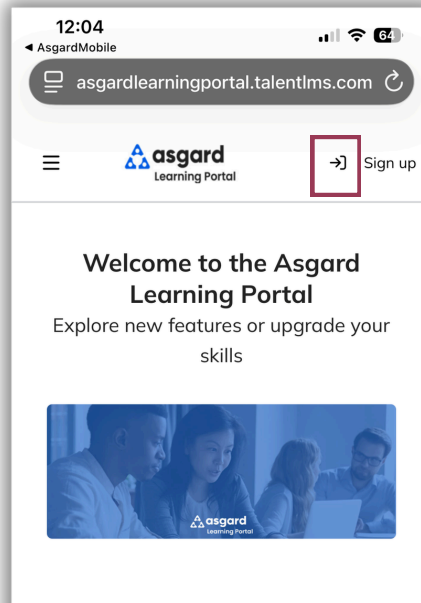 12:04
64
◀ AsgardMobile
asgardlearningportal.talentlms.com
asgard
Learning Portal
Sign up
Welcome to the Asgard
Learning Portal
Explore new features or upgrade your
skills
asgard
Learning Portal